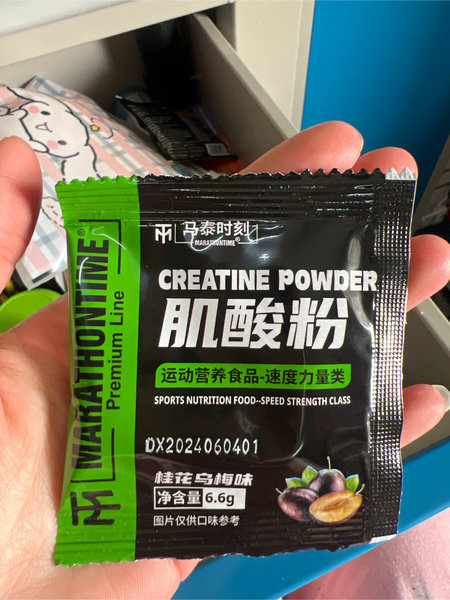 MARATHONTIME®
Premium Line
马泰时刻
MARATHONTIME
CREATINE POWDER
肌酸粉
运动营养食品-速度力量类
SPORTS NUTRITION FOOD--SPEED STRENGTH CLASS
DX2024060401
桂花乌梅味
净含量 6.6g
图片仅供口味参考